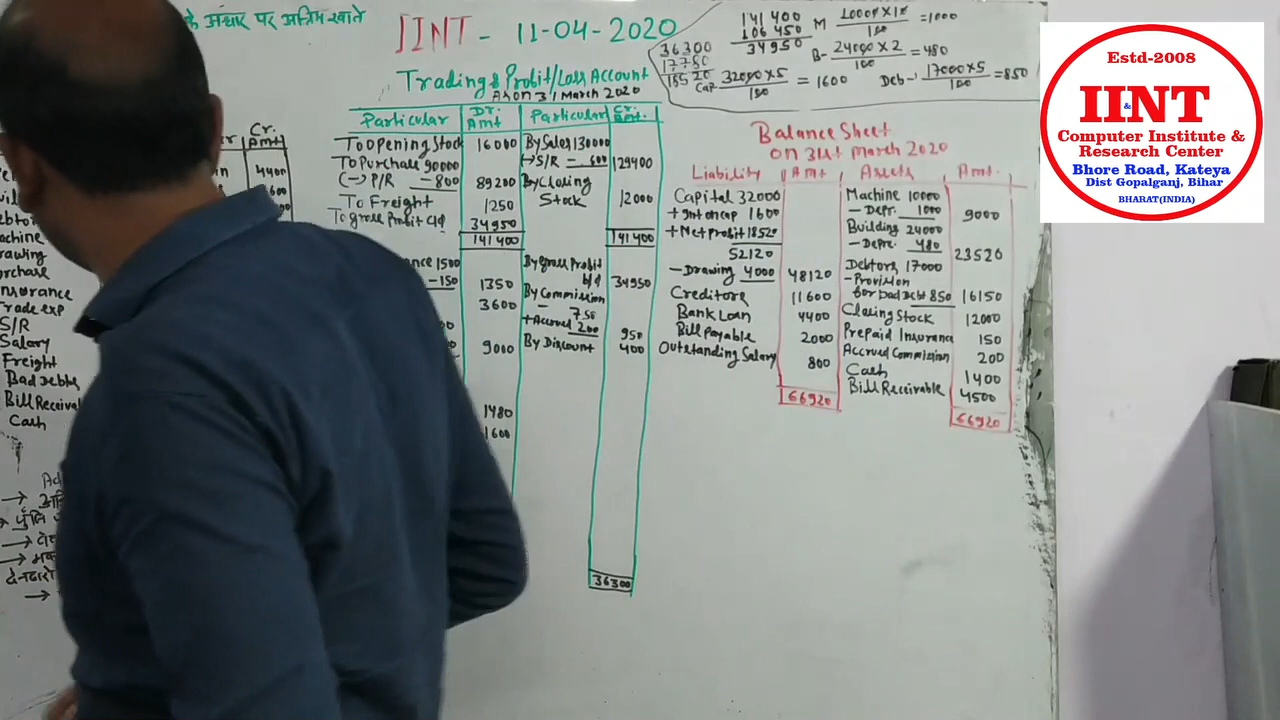 के अधार पर अन्तिम खाते
IINT - 11-04-2020
141400
106450
34950
M 10000×10/100 =1000
36300
17780
18520
B- 24000×2/100 =480
Cap 32000×5/100 = 1600
Deb- 17000×5/100 =850
Trading & Profit/Loss Account
As on 31 March 2020
Particular Dr. Amt Particular Cr. Amt.
To Opening Stock 16000 By Sales 130000
To Purchase 90000 (-) S/R - 600 129400
(-) P/R 800 89200 By Closing
To Freight 1250 Stock 12000
To Gross Profit c/d 34950
141400 141400
1500 By Gross Profit
-150 1350 b/d 34950
3600 By Commission
- 750
+ Accrued 200 950
9000 By Discount 400
1480
1600
36300
Balance Sheet
on 31st March 2020
Liability Amt Assets Amt.
Capital 32000 Machine 10000
+ Int on cap 1600 - Depr. 1000 9000
+ Net profit 18520 Building 24000
52120 - Depre. 480 23520
- Drawing 4000 48120 Debtors 17000
Creditors 11600 - Provision
for bad Debt 850 16150
Bank Loan 4400 Closing Stock 12000
Bill Payable 2000 Prepaid Insurance 150
Outstanding Salary 800 Accrued Commission 200
Cash 1400
Bill Receivable 4500
66920 66920
Cr.
Amt
4400
600
Trade exp
S/R
Salary
Freight
Bad Debts
Cash
Estd-2008
IINT
&
Computer Institute &
Research Center
Bhore Road, Kateya
Dist Gopalganj, Bihar
BHARAT(INDIA)